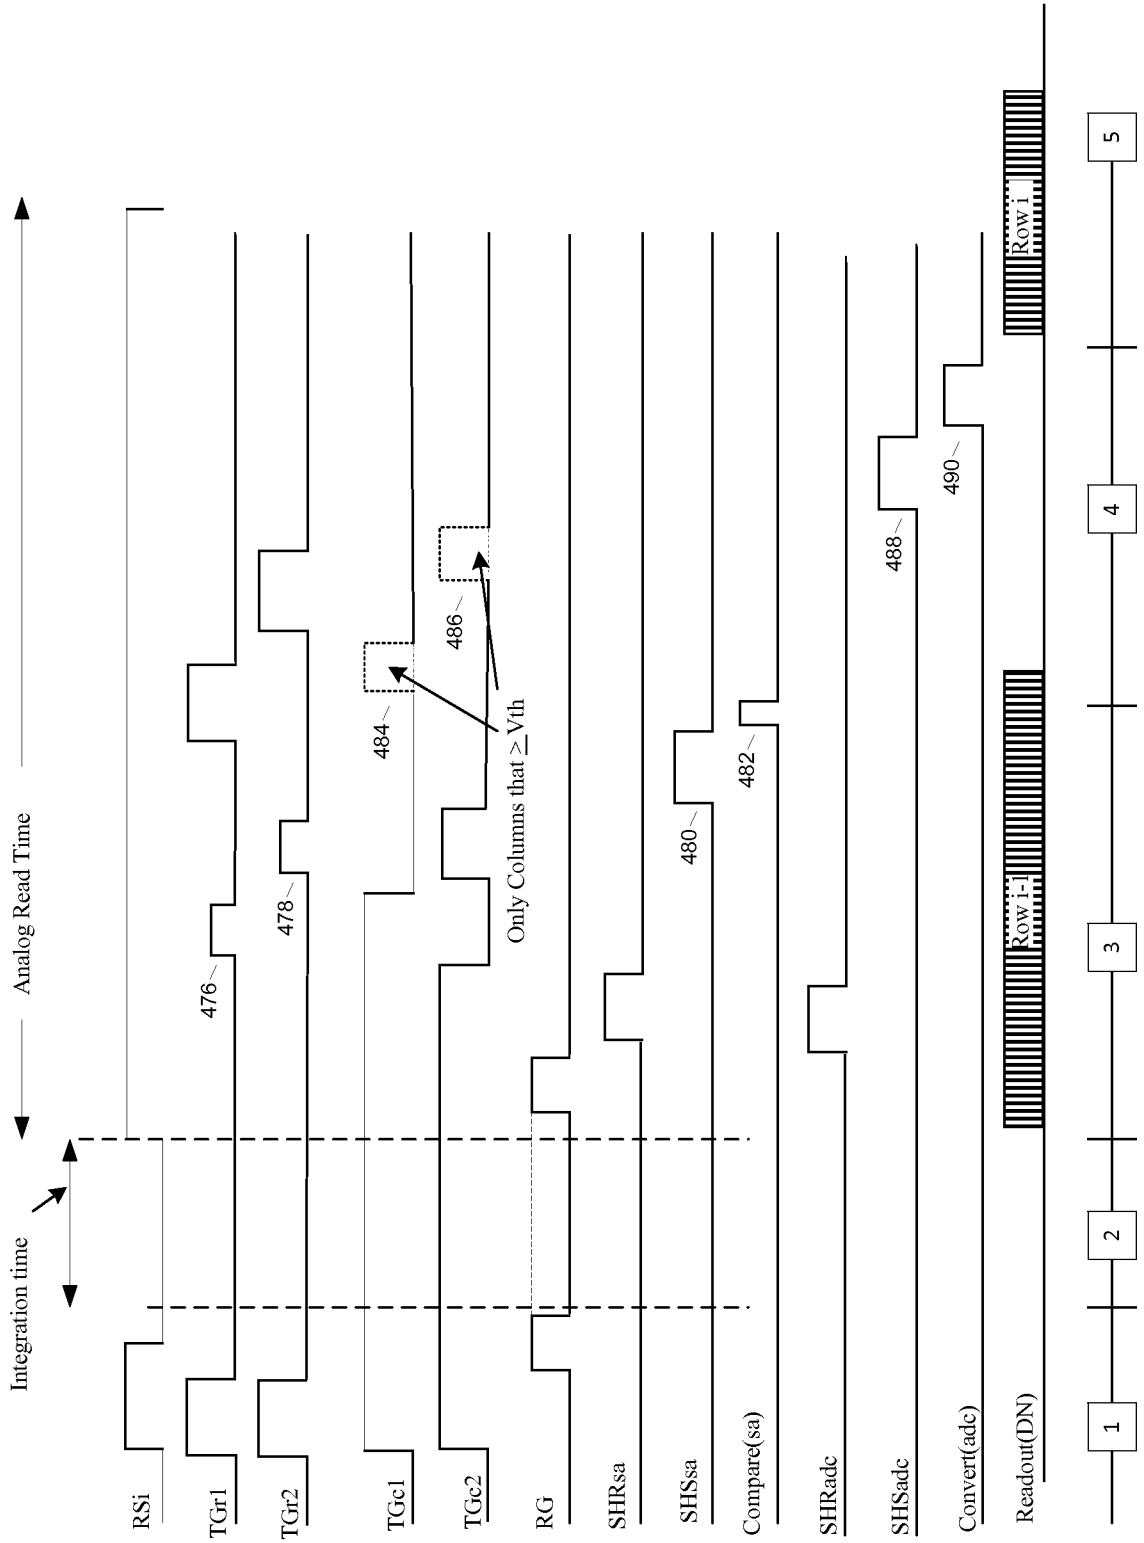 Integration time
Analog Read Time
RSi
TGr1
476
TGr2
478
TGc1
484
TGc2
486
Only Columns that ≥ Vth
RG
SHRsa
SHSsa
480
Compare(sa)
482
SHRadc
SHSadc
488
Convert(adc)
490
Readout(DN)
Row i-1
Row i
1
2
3
4
5